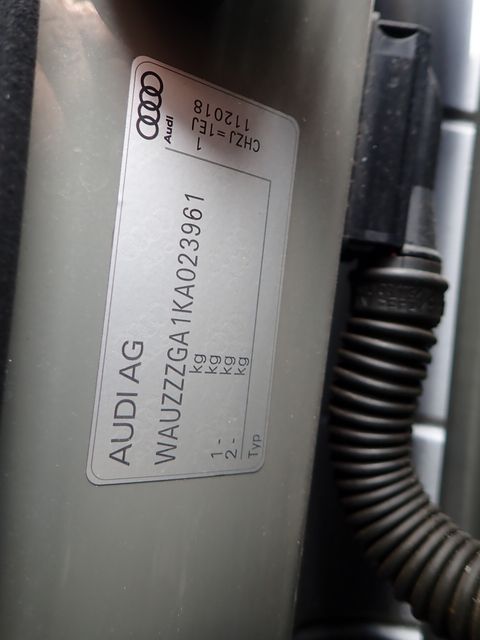 AUDI AG
WAUZZZGA1KA023961
kg
kg
1 - kg
2 - kg
Typ
Audi
1
CHZJ=1EJ
112018